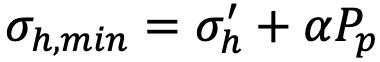 σ_{h,min} = σ′_h + αP_p